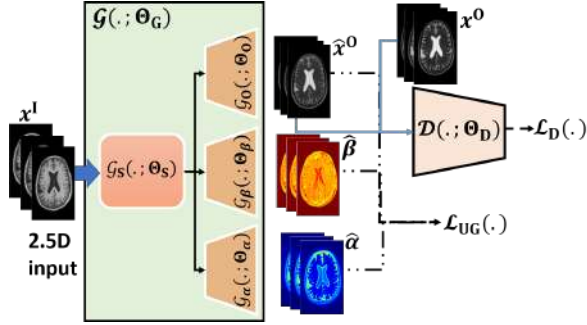 𝓖(.; Θ_G)
x^I
2.5D
input
𝒢_S(.; Θ_S)
𝒢_O(.; Θ_O)
𝒢_β(.; Θ_β)
𝒢_α(.; Θ_α)
x̂^O
β̂
α̂
x^O
𝓓(.; Θ_D)
𝓛_D(.)
𝓛_UG(.)